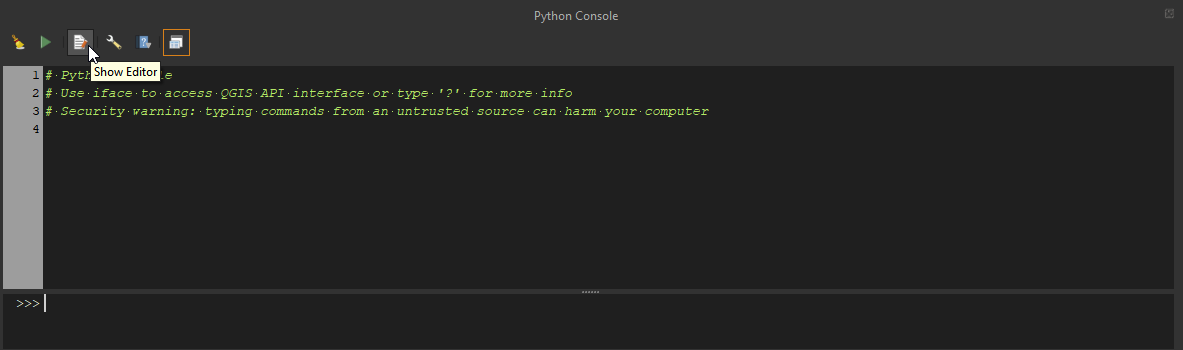 Python Console
Show Editor
1 # Pyth le
2 # Use iface to access QGIS API interface or type '?' for more info
3 # Security warning: typing commands from an untrusted source can harm your computer
4
>>>